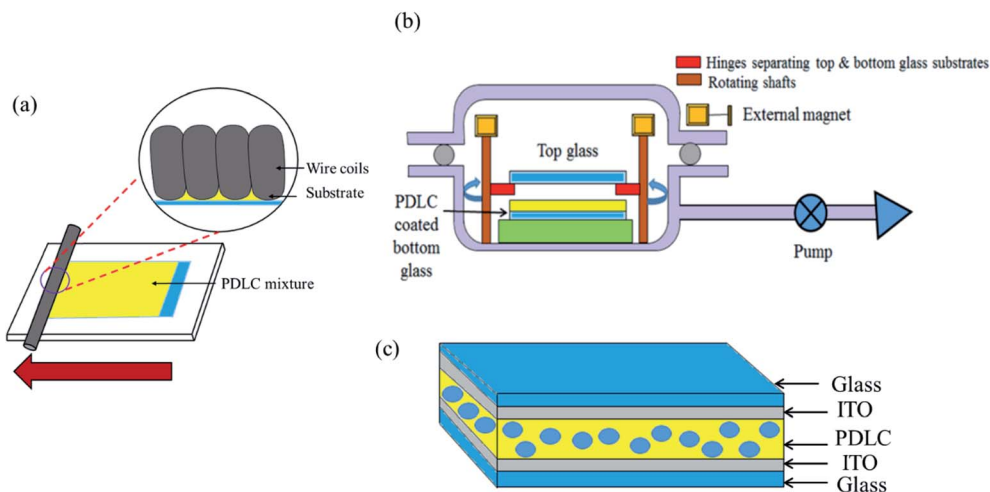 (a)
Wire coils
Substrate
PDLC mixture
(b)
Hinges separating top & bottom glass substrates
Rotating shafts
External magnet
Top glass
PDLC
coated
bottom
glass
Pump
(c)
Glass
ITO
PDLC
ITO
Glass